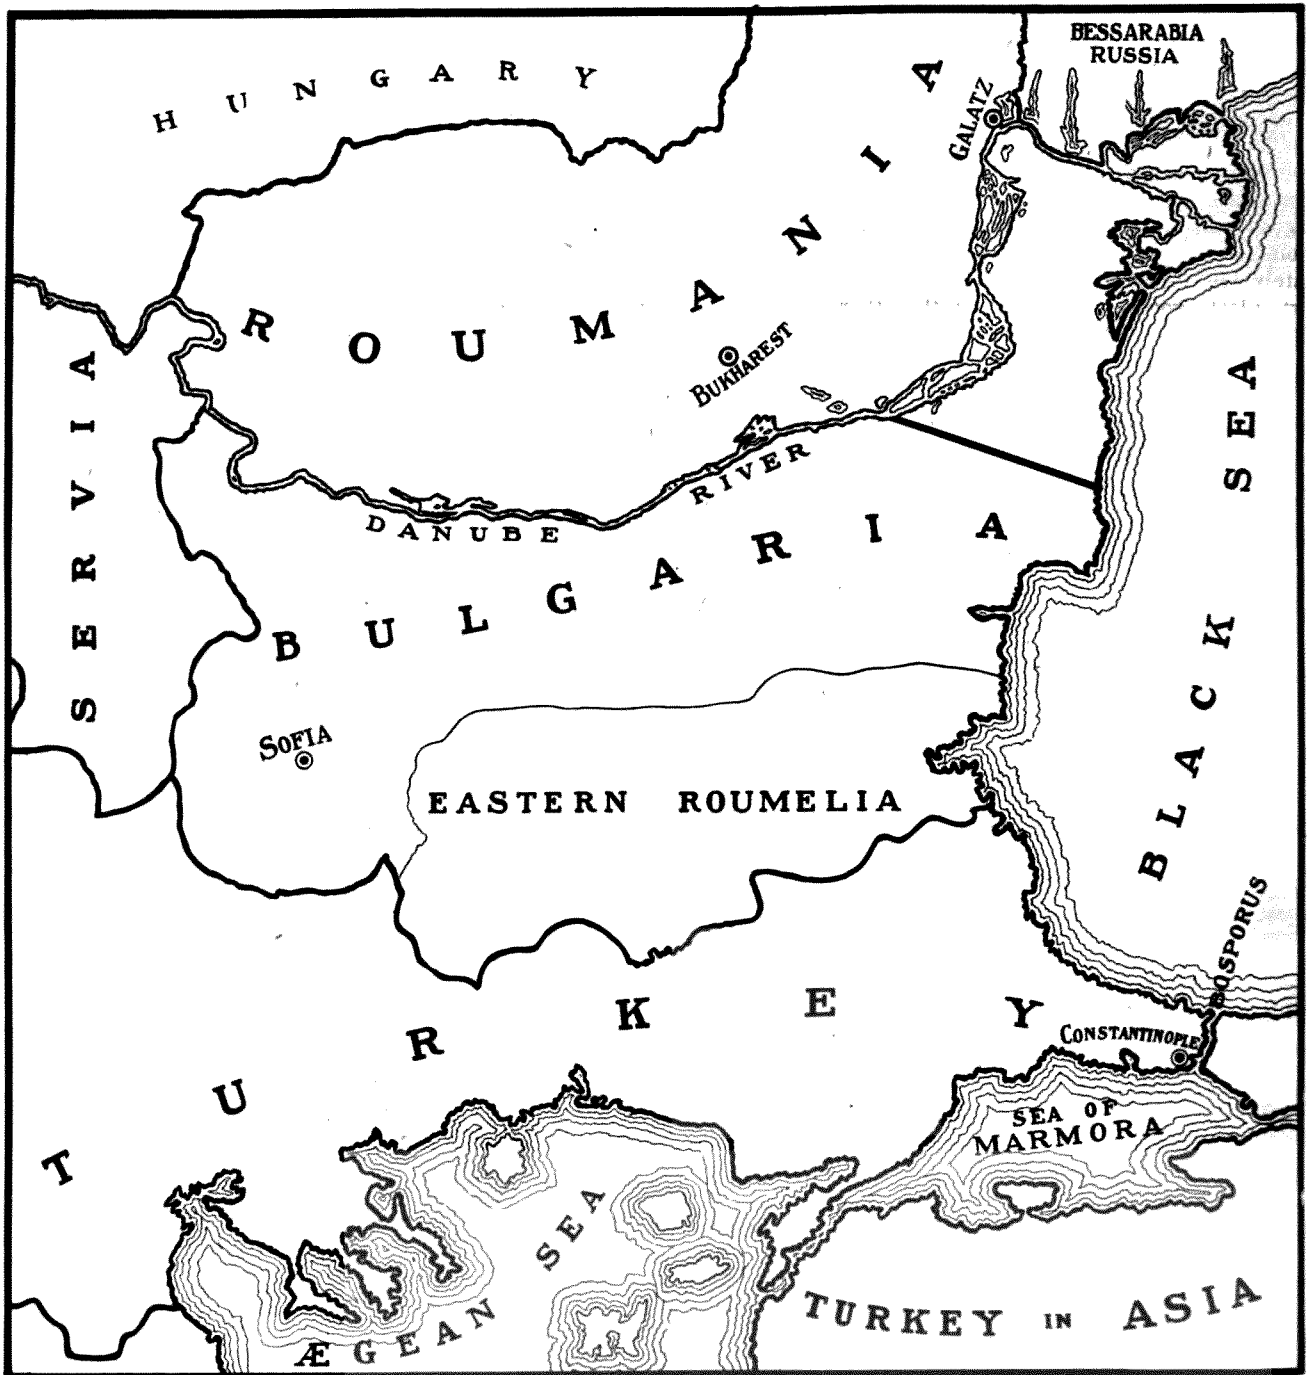 BESSARABIA
RUSSIA
HUNGARY
GALATZ
ROUMANIA
BUKHAREST
SERVIA
DANUBE RIVER
BULGARIA
BLACK SEA
SOFIA
EASTERN ROUMELIA
BOSPORUS
TURKEY
CONSTANTINOPLE
SEA OF
MARMORA
ÆGEAN SEA
TURKEY IN ASIA